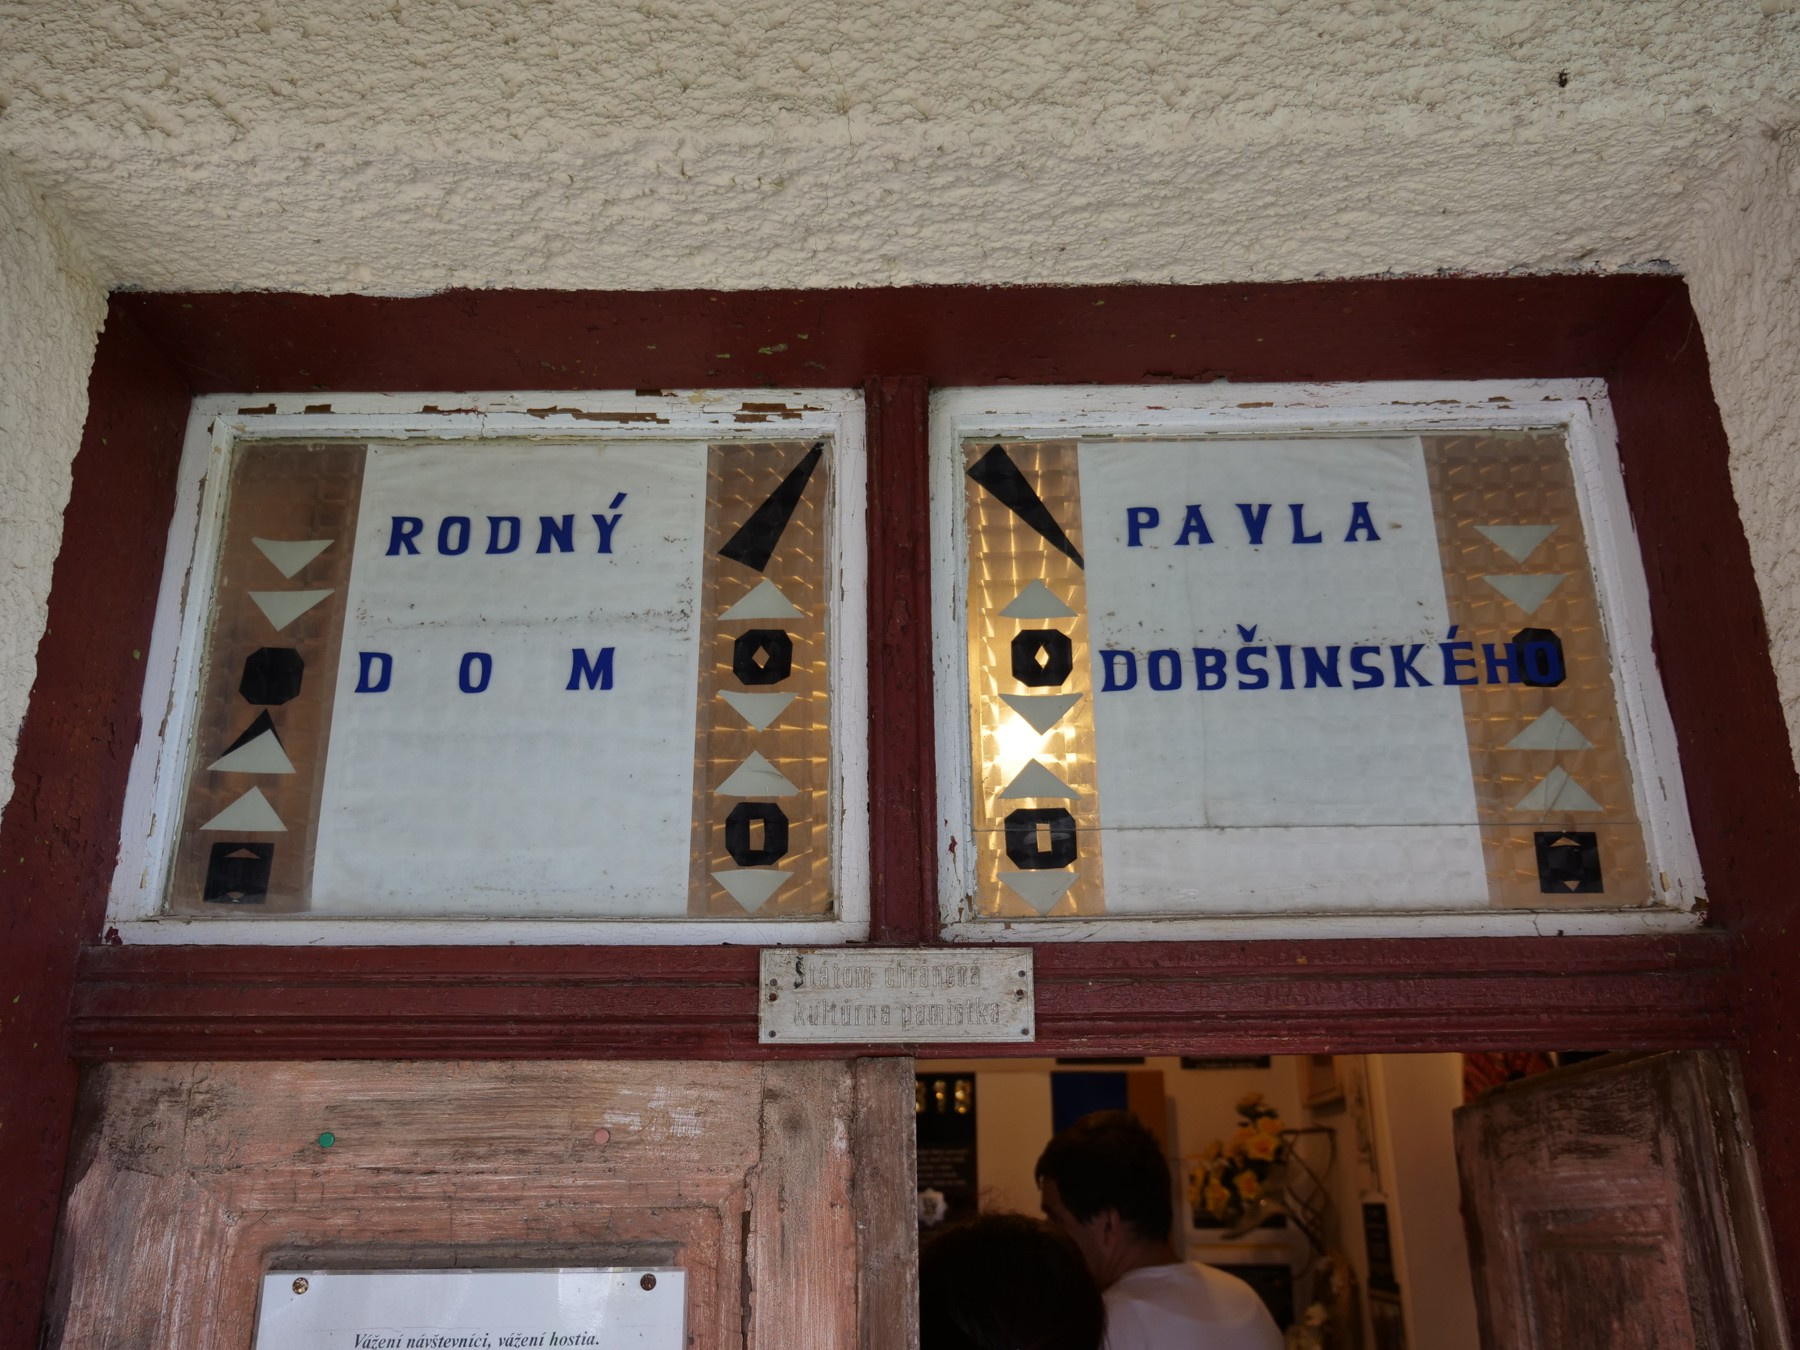 RODNÝ
DOM
PAVLA
DOBŠINSKÉHO
Štátom chránená
kultúrna pamiatka
Vážení návštevníci, vážení hostia.